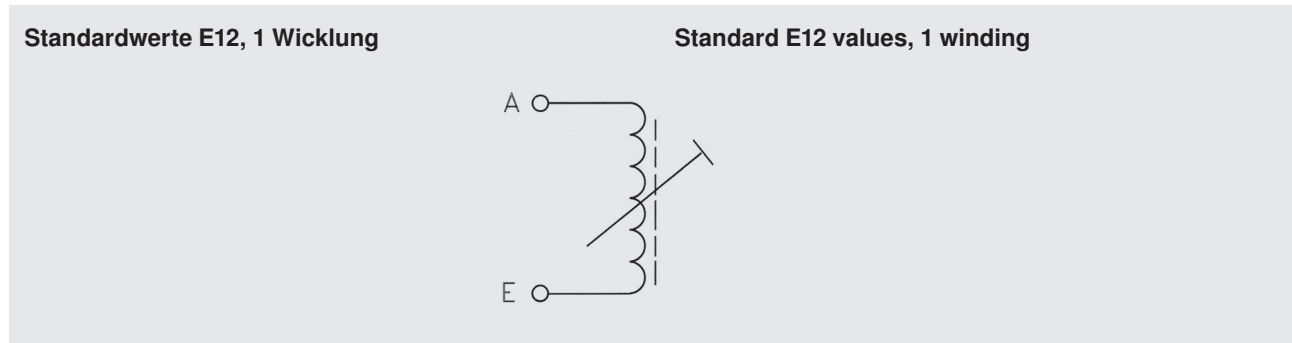 Standardwerte E12, 1 Wicklung
Standard E12 values, 1 winding
A
E